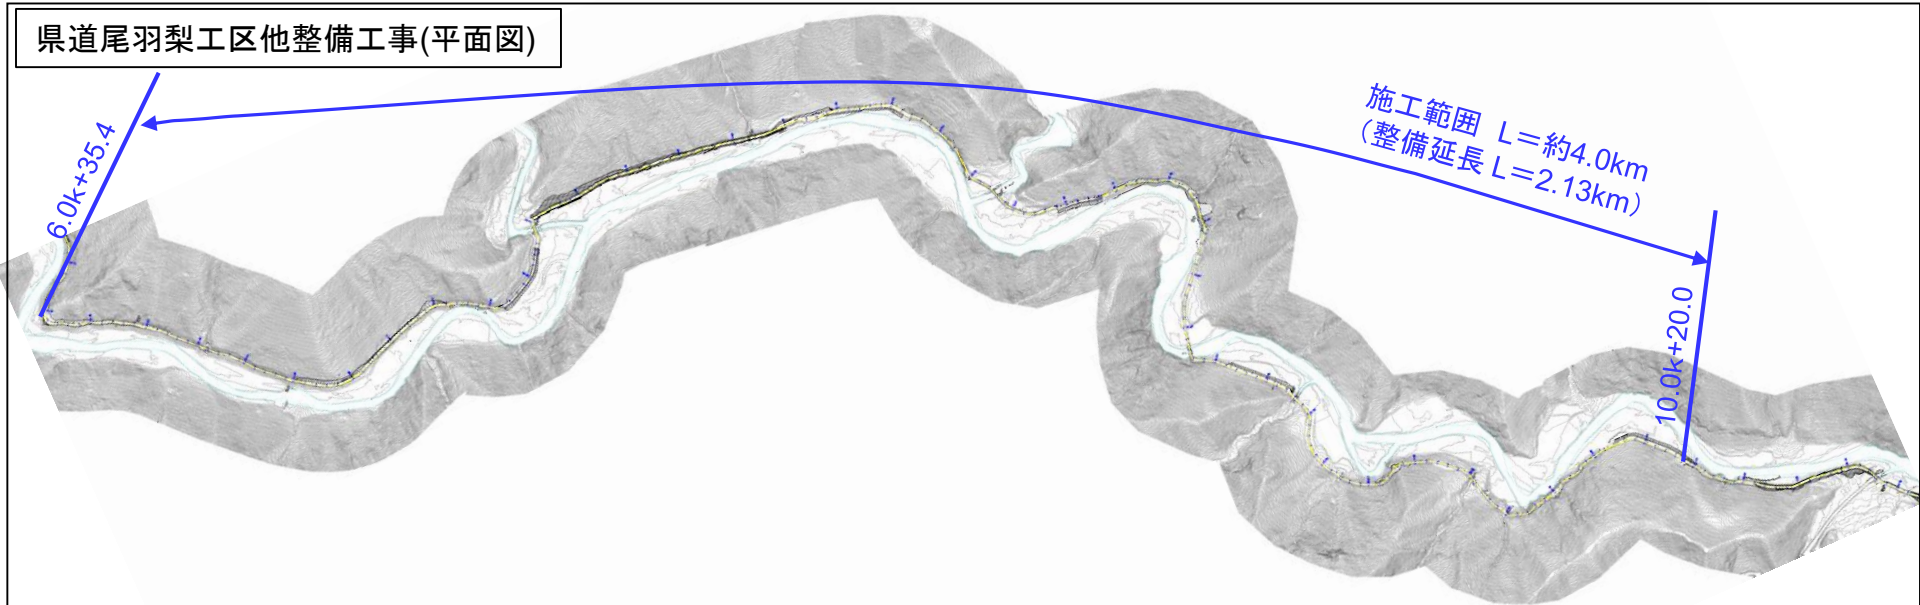 県道尾羽梨工区他整備工事(平面図)
6.0k+35.4
施工範囲 L＝約4.0km
（整備延長 L＝2.13km）
10.0k+20.0